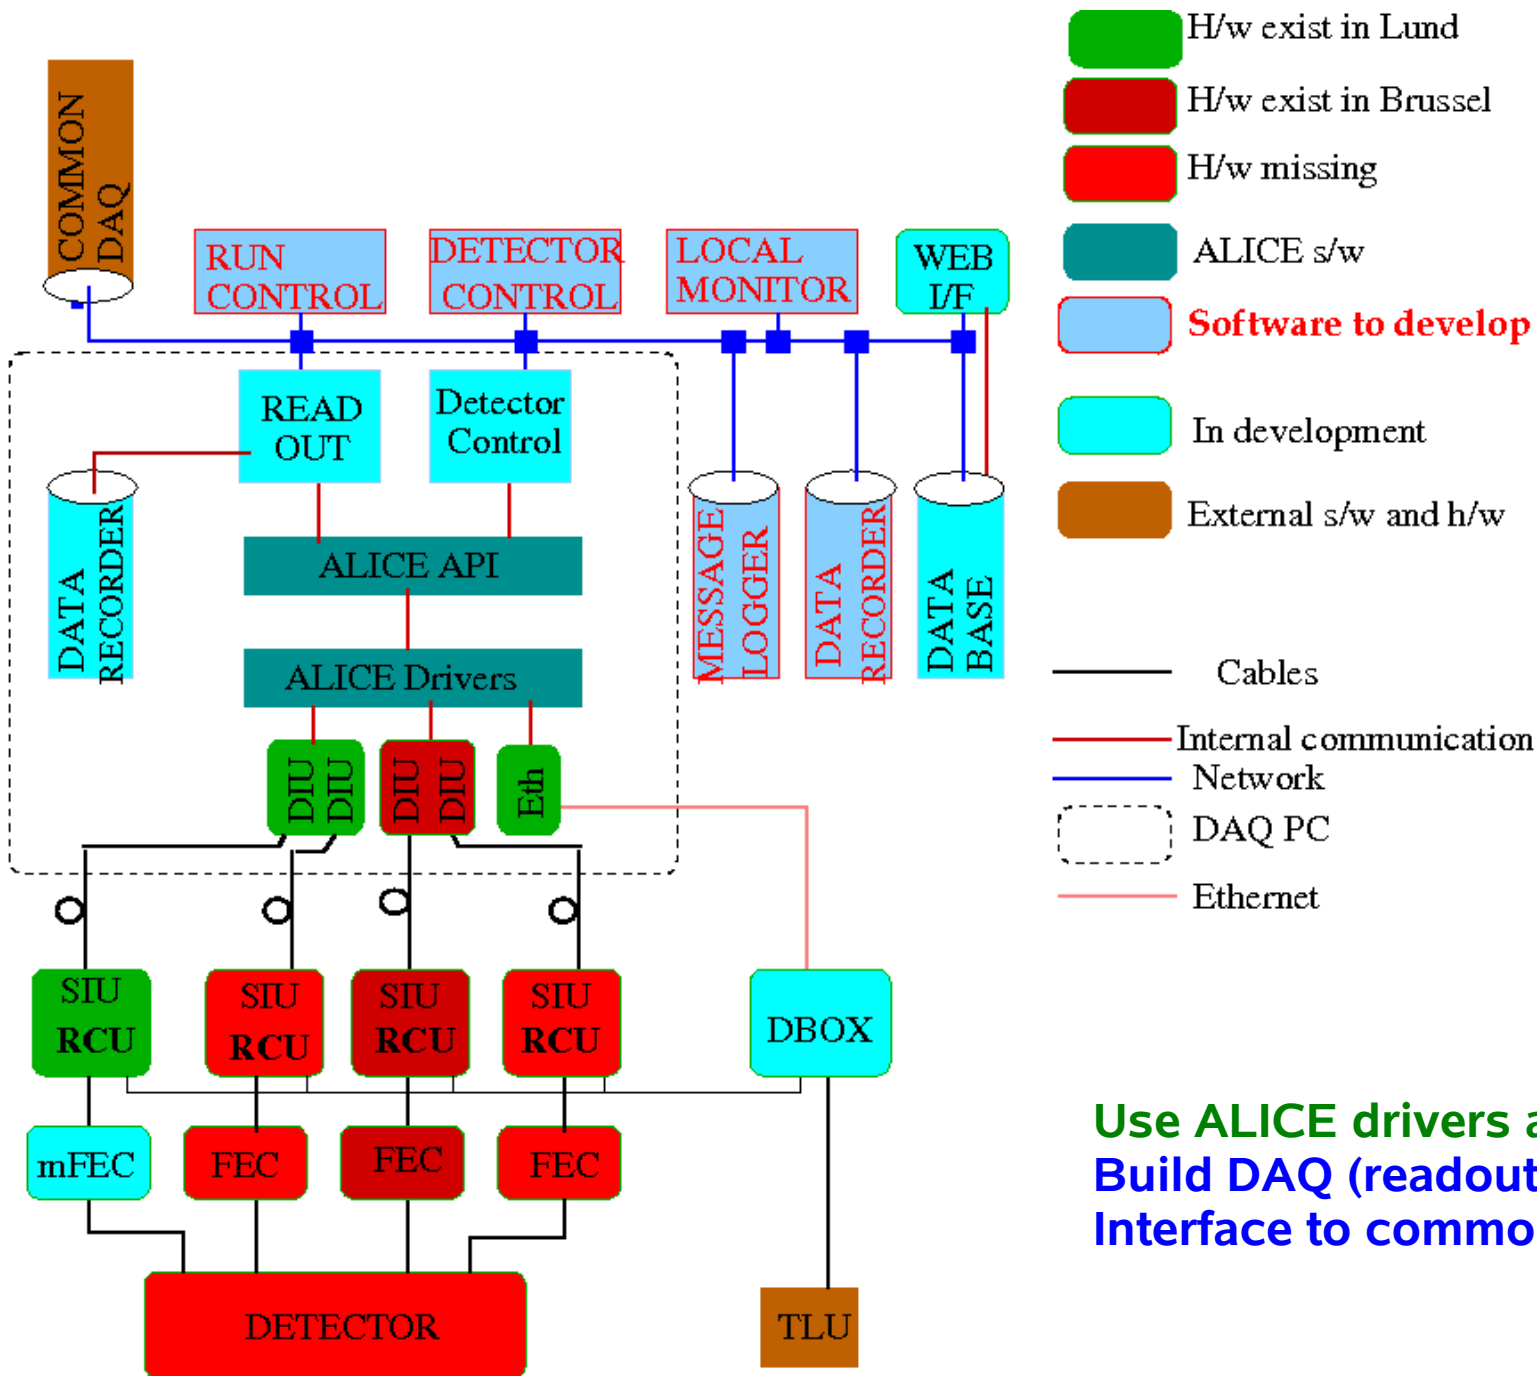 COMMON
DAQ
RUN
CONTROL
DETECTOR
CONTROL
LOCAL
MONITOR
WEB
I/F
READ
OUT
Detector
Control
DATA
RECORDER
ALICE API
ALICE Drivers
MESSAGE
LOGGER
DATA
RECORDER
DATA
BASE
DIU
DIU
DIU
DIU
Eth
SIU
RCU
SIU
RCU
SIU
RCU
SIU
RCU
DBOX
mFEC
FEC
FEC
FEC
DETECTOR
TLU
H/w exist in Lund
H/w exist in Brussel
H/w missing
ALICE s/w
Software to develop
In development
External s/w and h/w
Cables
Internal communication
Network
DAQ PC
Ethernet
Use ALICE drivers
Build DAQ (readout
Interface to